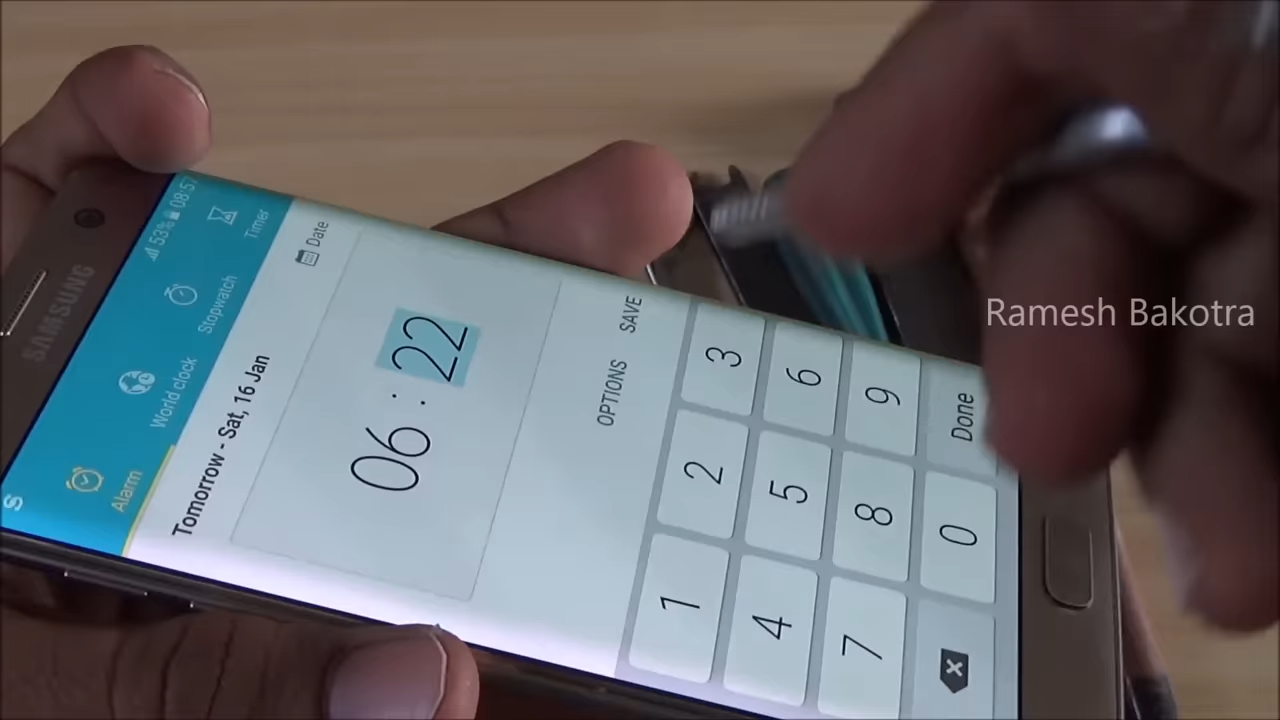 SAMSUNG
S
53% 08:57
Alarm
World clock
Stopwatch
Timer
Tomorrow - Sat, 16 Jan
Date
06 : 22
OPTIONS
SAVE
1 2 3
4 5 6
7 8 9
0 Done
Ramesh Bakotra